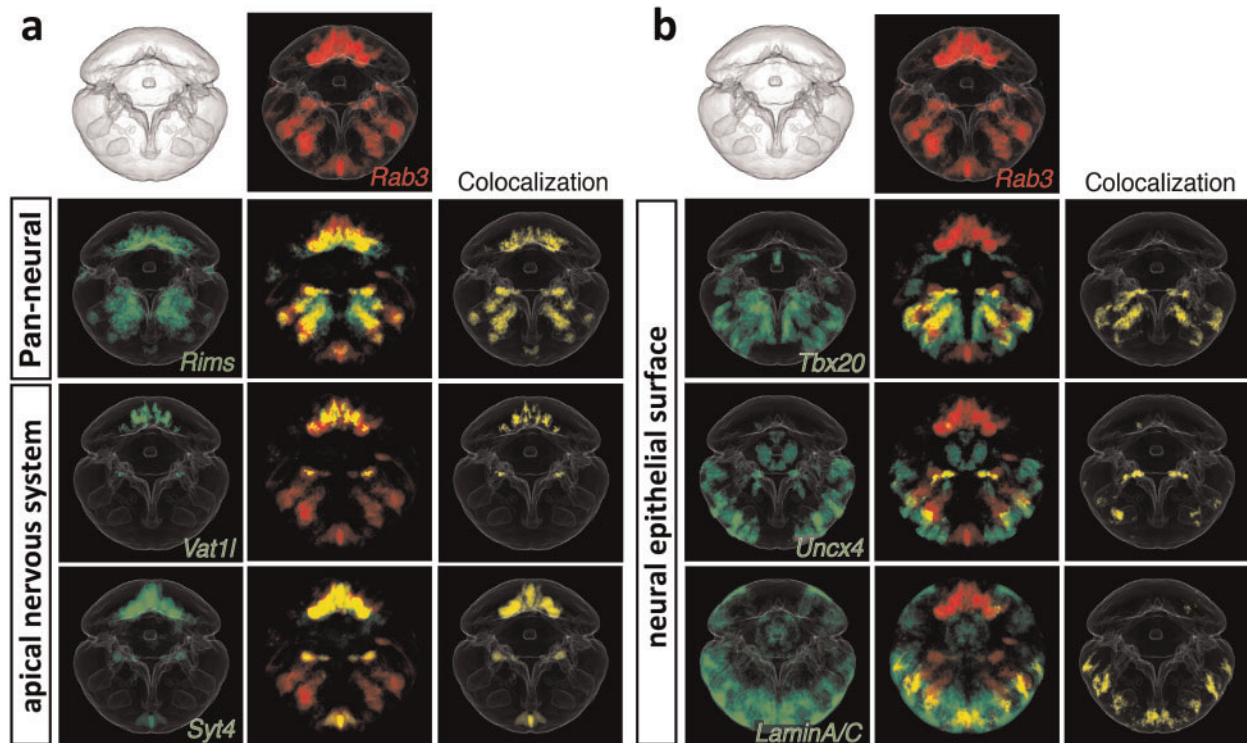 a
b
Rab3
Rab3
Colocalization
Colocalization
Pan-neural
Rims
apical nervous system
Vat1l
Syt4
neural epithelial surface
Tbx20
Uncx4
LaminA/C